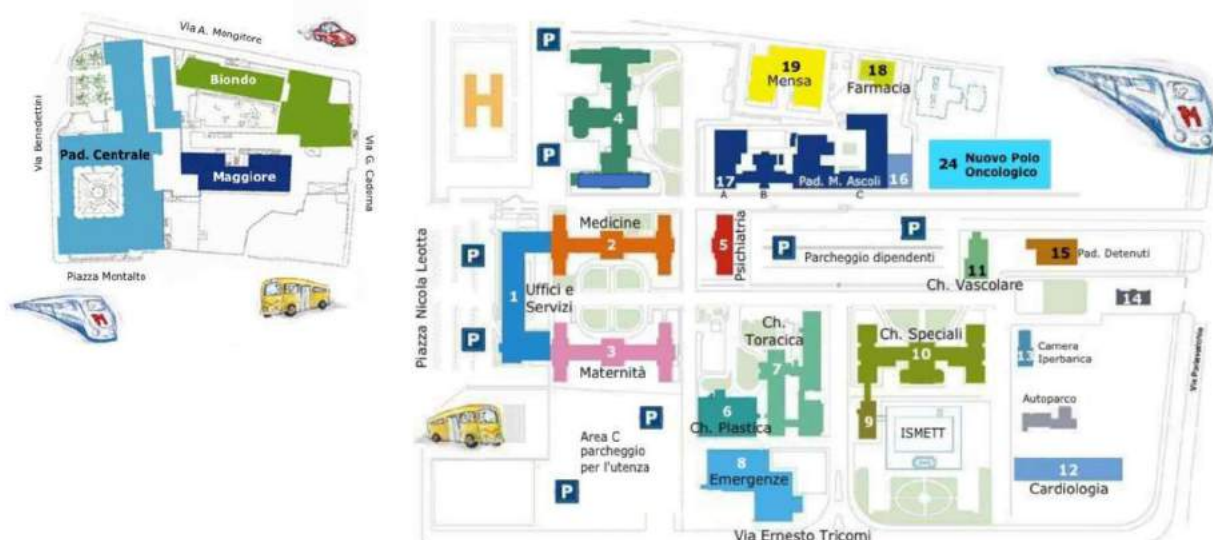 Via A. Mongitore
Biondo
Via Benedettini
Pad. Centrale
Maggiore
Via G. Cadorna
Piazza Montalto
M
P
H
P
4
19
Mensa
18
Farmacia
M
17
A
B
Pad. M. Ascoli
C
16
24 Nuovo Polo
Oncologico
Piazza Nicola Leotta
P
P
1
Uffici e
Servizi
Medicine
2
5
Psichiatria
P
P
Parcheggio dipendenti
11
Ch. Vascolare
15
Pad. Detenuti
14
3
Maternità
Ch.
Toracica
7
Ch. Speciali
10
13
Camera
Iperbarica
6
Ch. Plastica
9
ISMETT
Autoparco
P
Area C
parcheggio
per l'utenza
P
8
Emergenze
12
Cardiologia
Via Ernesto Tricomi